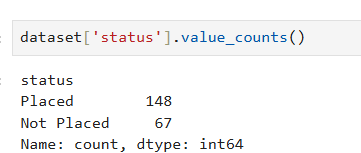 dataset['status'].value_counts()
status
Placed 148
Not Placed 67
Name: count, dtype: int64